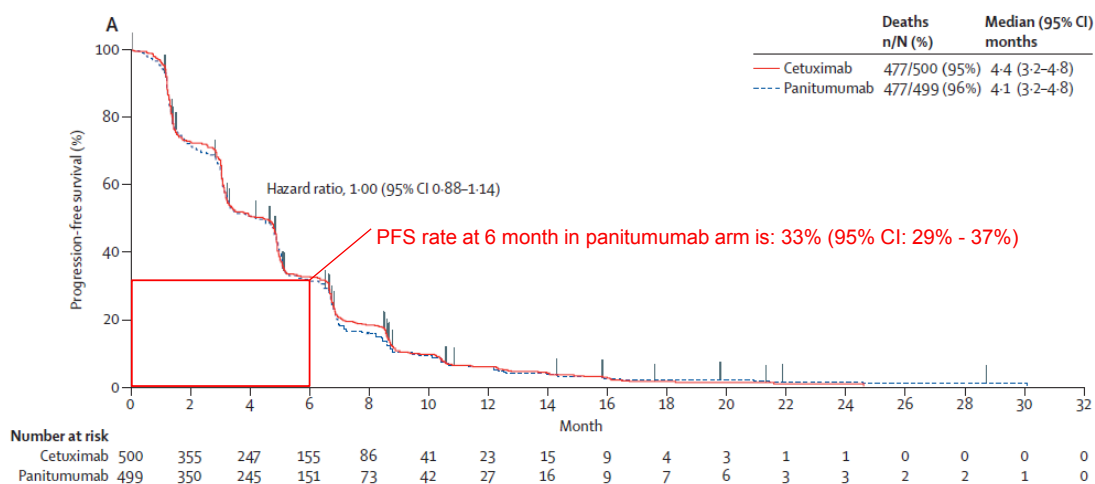 A
Deaths Median (95% CI)
n/N (%) months
Cetuximab 477/500 (95%) 4·4 (3·2–4·8)
Panitumumab 477/499 (96%) 4·1 (3·2–4·8)
Progression-free survival (%)
100
80
60
40
20
0
Hazard ratio, 1·00 (95% CI 0·88–1·14)
PFS rate at 6 month in panitumumab arm is: 33% (95% CI: 29% - 37%)
0 2 4 6 8 10 12 14 16 18 20 22 24 26 28 30 32
Month
Number at risk
Cetuximab 500 355 247 155 86 41 23 15 9 4 3 1 1 0 0 0 0
Panitumumab 499 350 245 151 73 42 27 16 9 7 6 3 3 2 2 1 0